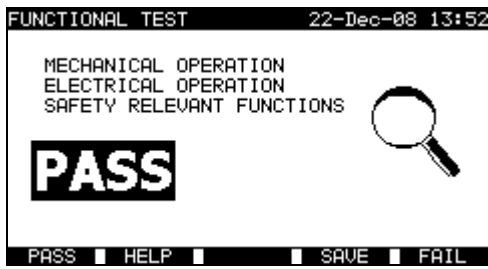 FUNCTIONAL TEST 22-Dec-08 13:52
MECHANICAL OPERATION
ELECTRICAL OPERATION
SAFETY RELEVANT FUNCTIONS
PASS
PASS HELP SAVE FAIL